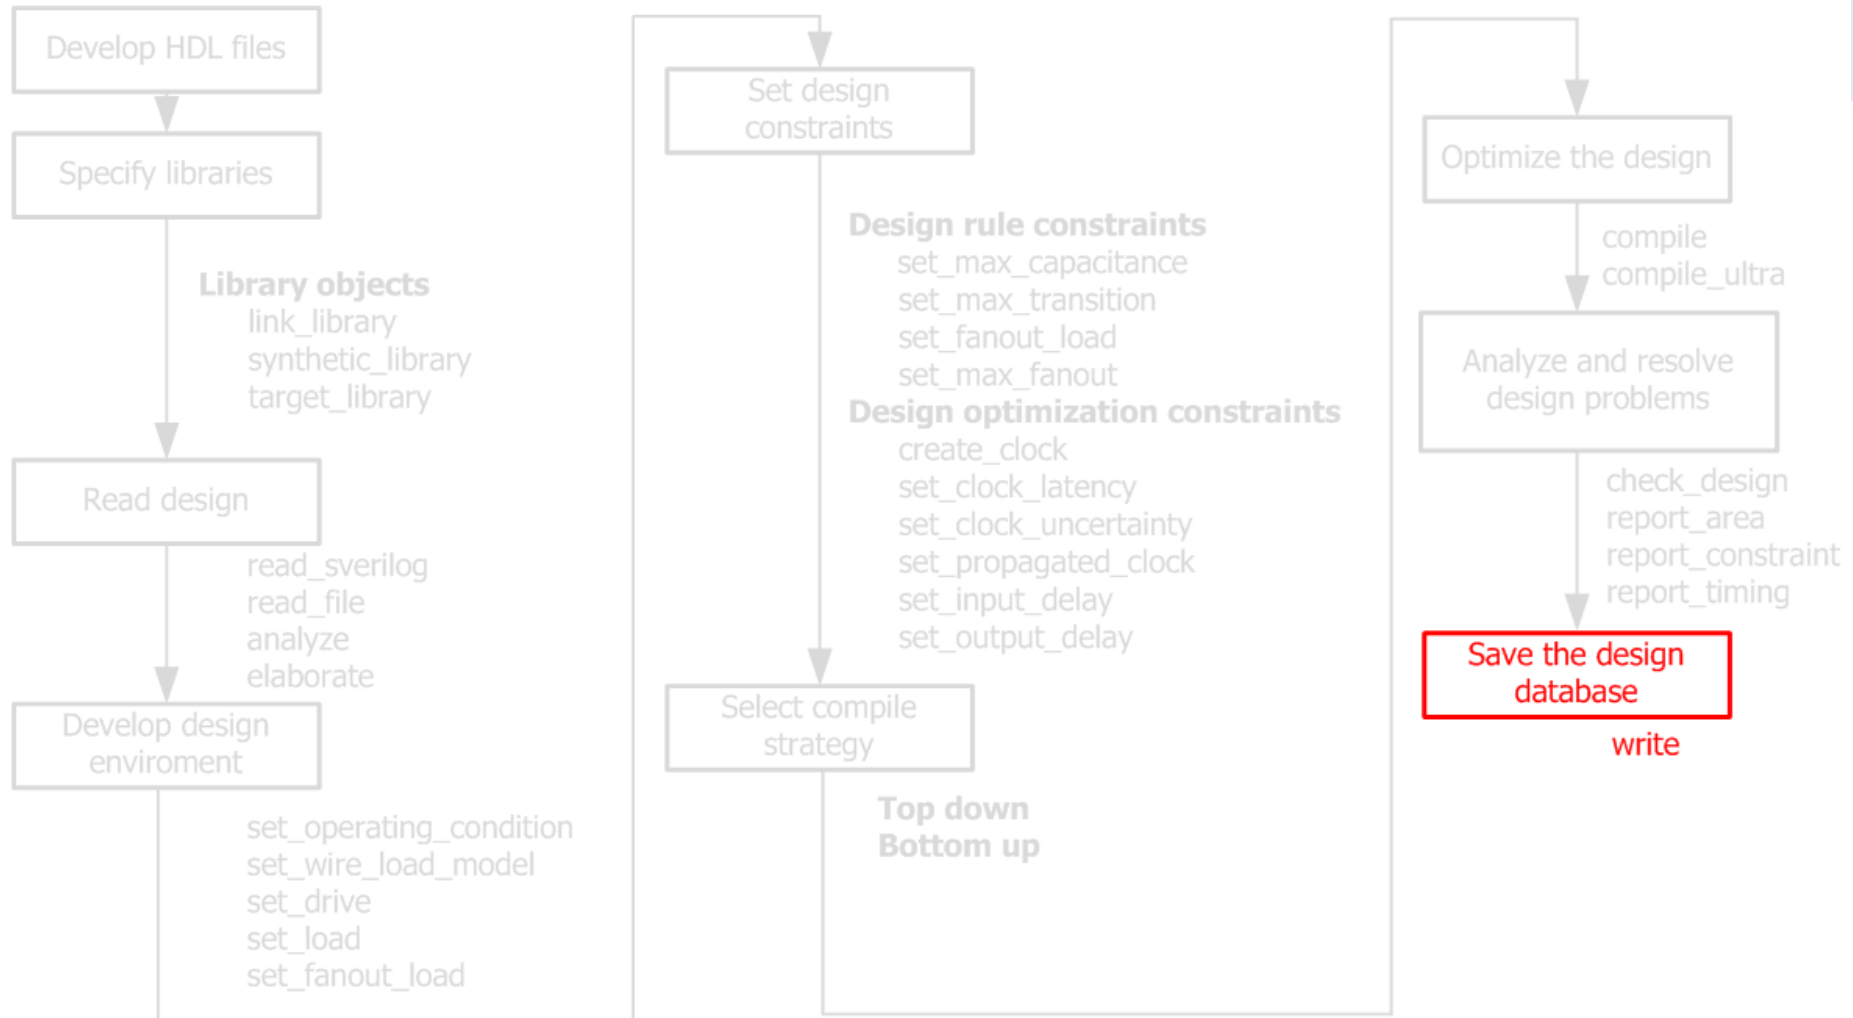 Develop HDL files
Specify libraries
Library objects
link_library
synthetic_library
target_library
Read design
read_sverilog
read_file
analyze
elaborate
Develop design
enviroment
set_operating_condition
set_wire_load_model
set_drive
set_load
set_fanout_load
Set design
constraints
Design rule constraints
set_max_capacitance
set_max_transition
set_fanout_load
set_max_fanout
Design optimization constraints
create_clock
set_clock_latency
set_clock_uncertainty
set_propagated_clock
set_input_delay
set_output_delay
Select compile
strategy
Top down
Bottom up
Optimize the design
compile
compile_ultra
Analyze and resolve
design problems
check_design
report_area
report_constraint
report_timing
Save the design
database
write